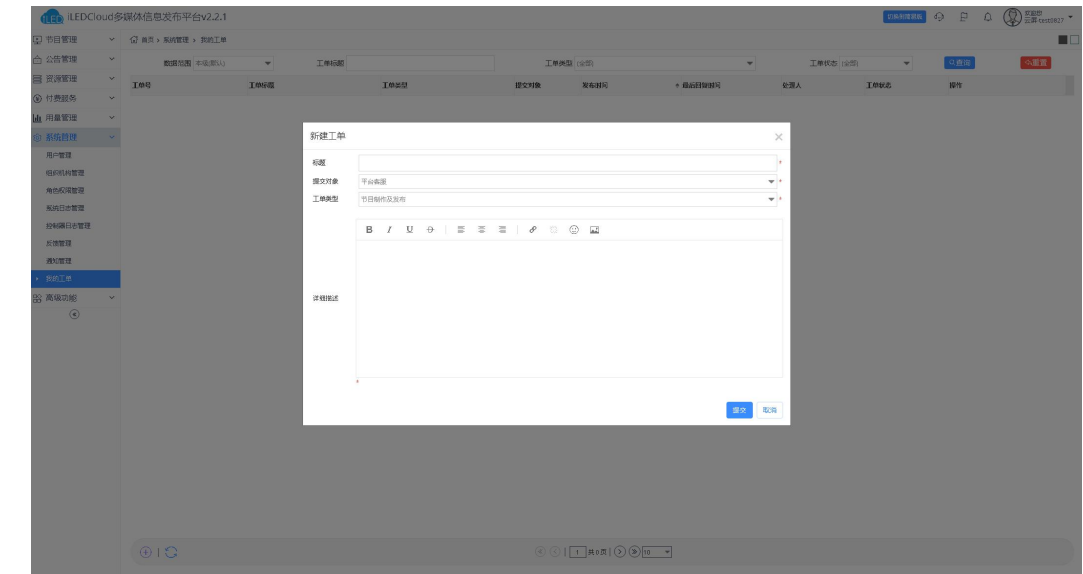 iLEDCloud多媒体信息发布平台v2.2.1
test0827
节目管理
首页 > 系统管理 > 我的工单
公告管理
数据范围 本级(默认)
工单标题
工单类型 (全部)
工单状态 (全部)
查询
重置
资源管理
工单号
工单标题
工单类型
提交对象
发布时间
最后回复时间
处理人
工单状态
操作
付费服务
用量管理
系统管理
用户管理
组织机构管理
角色权限管理
系统日志管理
控制器日志管理
反馈管理
通知管理
我的工单
高级功能
新建工单
标题
*
提交对象
平台客服
*
工单类型
节目制作及发布
*
B I U
详细描述
*
提交
取消
1 共0页
10